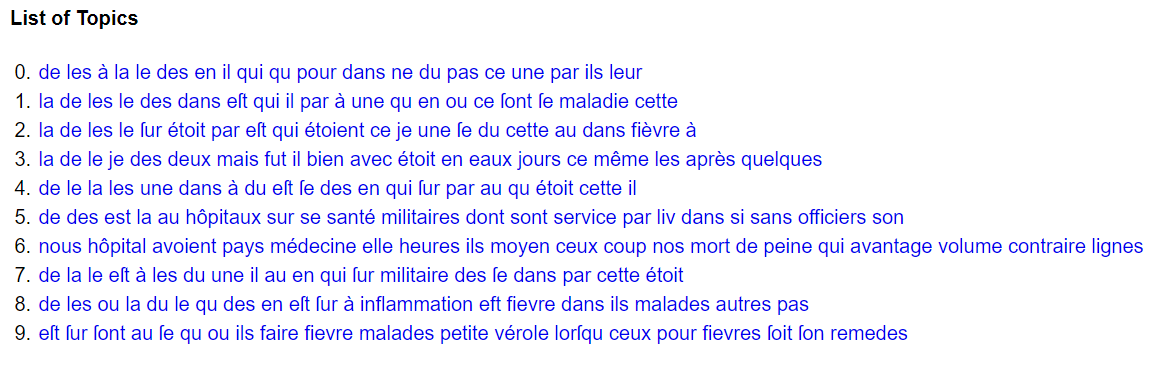 List of Topics
0. de les à la le des en il qui qu pour dans ne du pas ce une par ils leur
1. la de les le des dans eſt qui il par à une qu en ou ce ſont ſe maladie cette
2. la de les le ſur étoit par eſt qui étoient ce je une ſe du cette au dans fièvre à
3. la de le je des deux mais fut il bien avec étoit en eaux jours ce même les après quelques
4. de le la les une dans à du eſt ſe des en qui ſur par au qu étoit cette il
5. de des est la au hôpitaux sur se santé militaires dont sont service par liv dans si sans officiers son
6. nous hôpital avoient pays médecine elle heures ils moyen ceux coup nos mort de peine qui avantage volume contraire lignes
7. de la le eſt à les du une il au en qui ſur militaire des ſe dans par cette étoit
8. de les ou la du le qu des en eſt ſur à inflammation eft fievre dans ils malades autres pas
9. eſt ſur ſont au ſe qu ou ils faire fievre malades petite vérole lorſqu ceux pour fievres ſoit ſon remedes